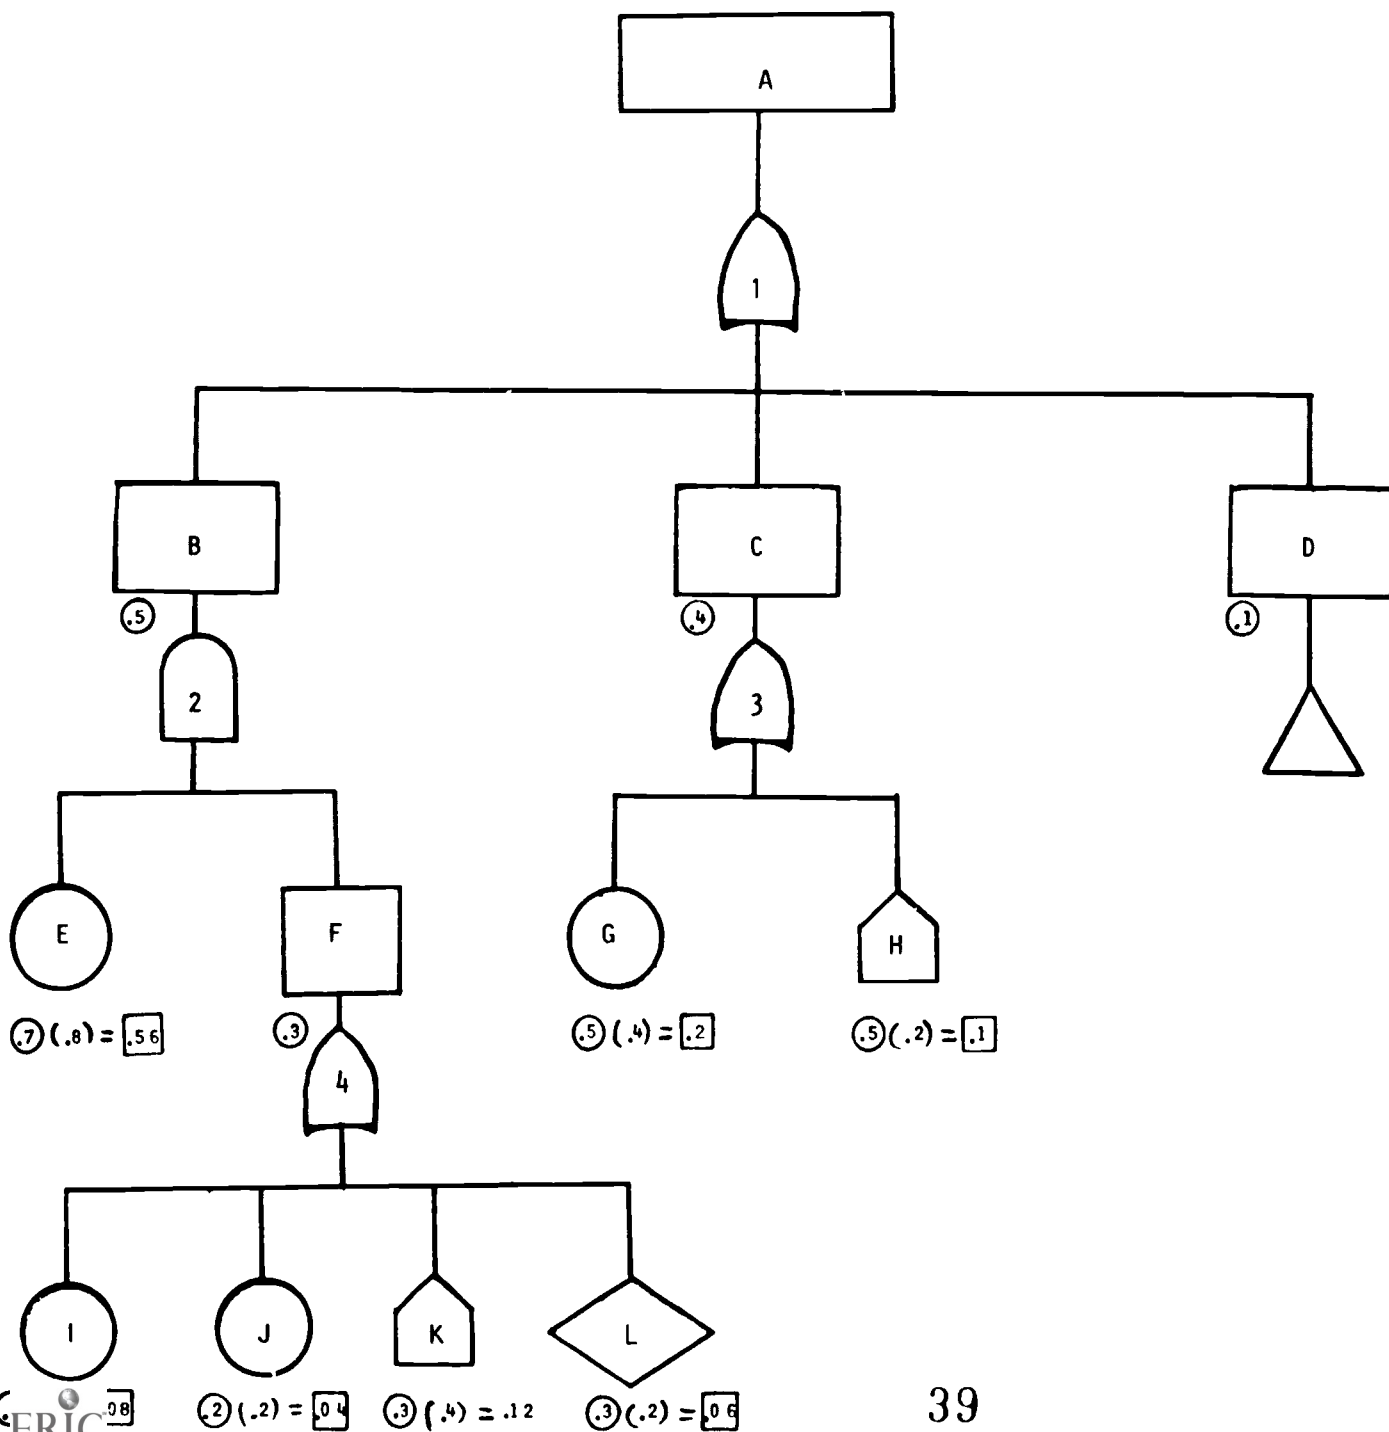 A
1
B C D
.5 .4 .1
2 3
E F G H
.7 (.8) = .56 .3 .5 (.4) = .2 .5 (.2) = .1
4
I J K L
08 .2 (.2) = .04 .3 (.4) = .12 .3 (.2) = .06
ERIC
39